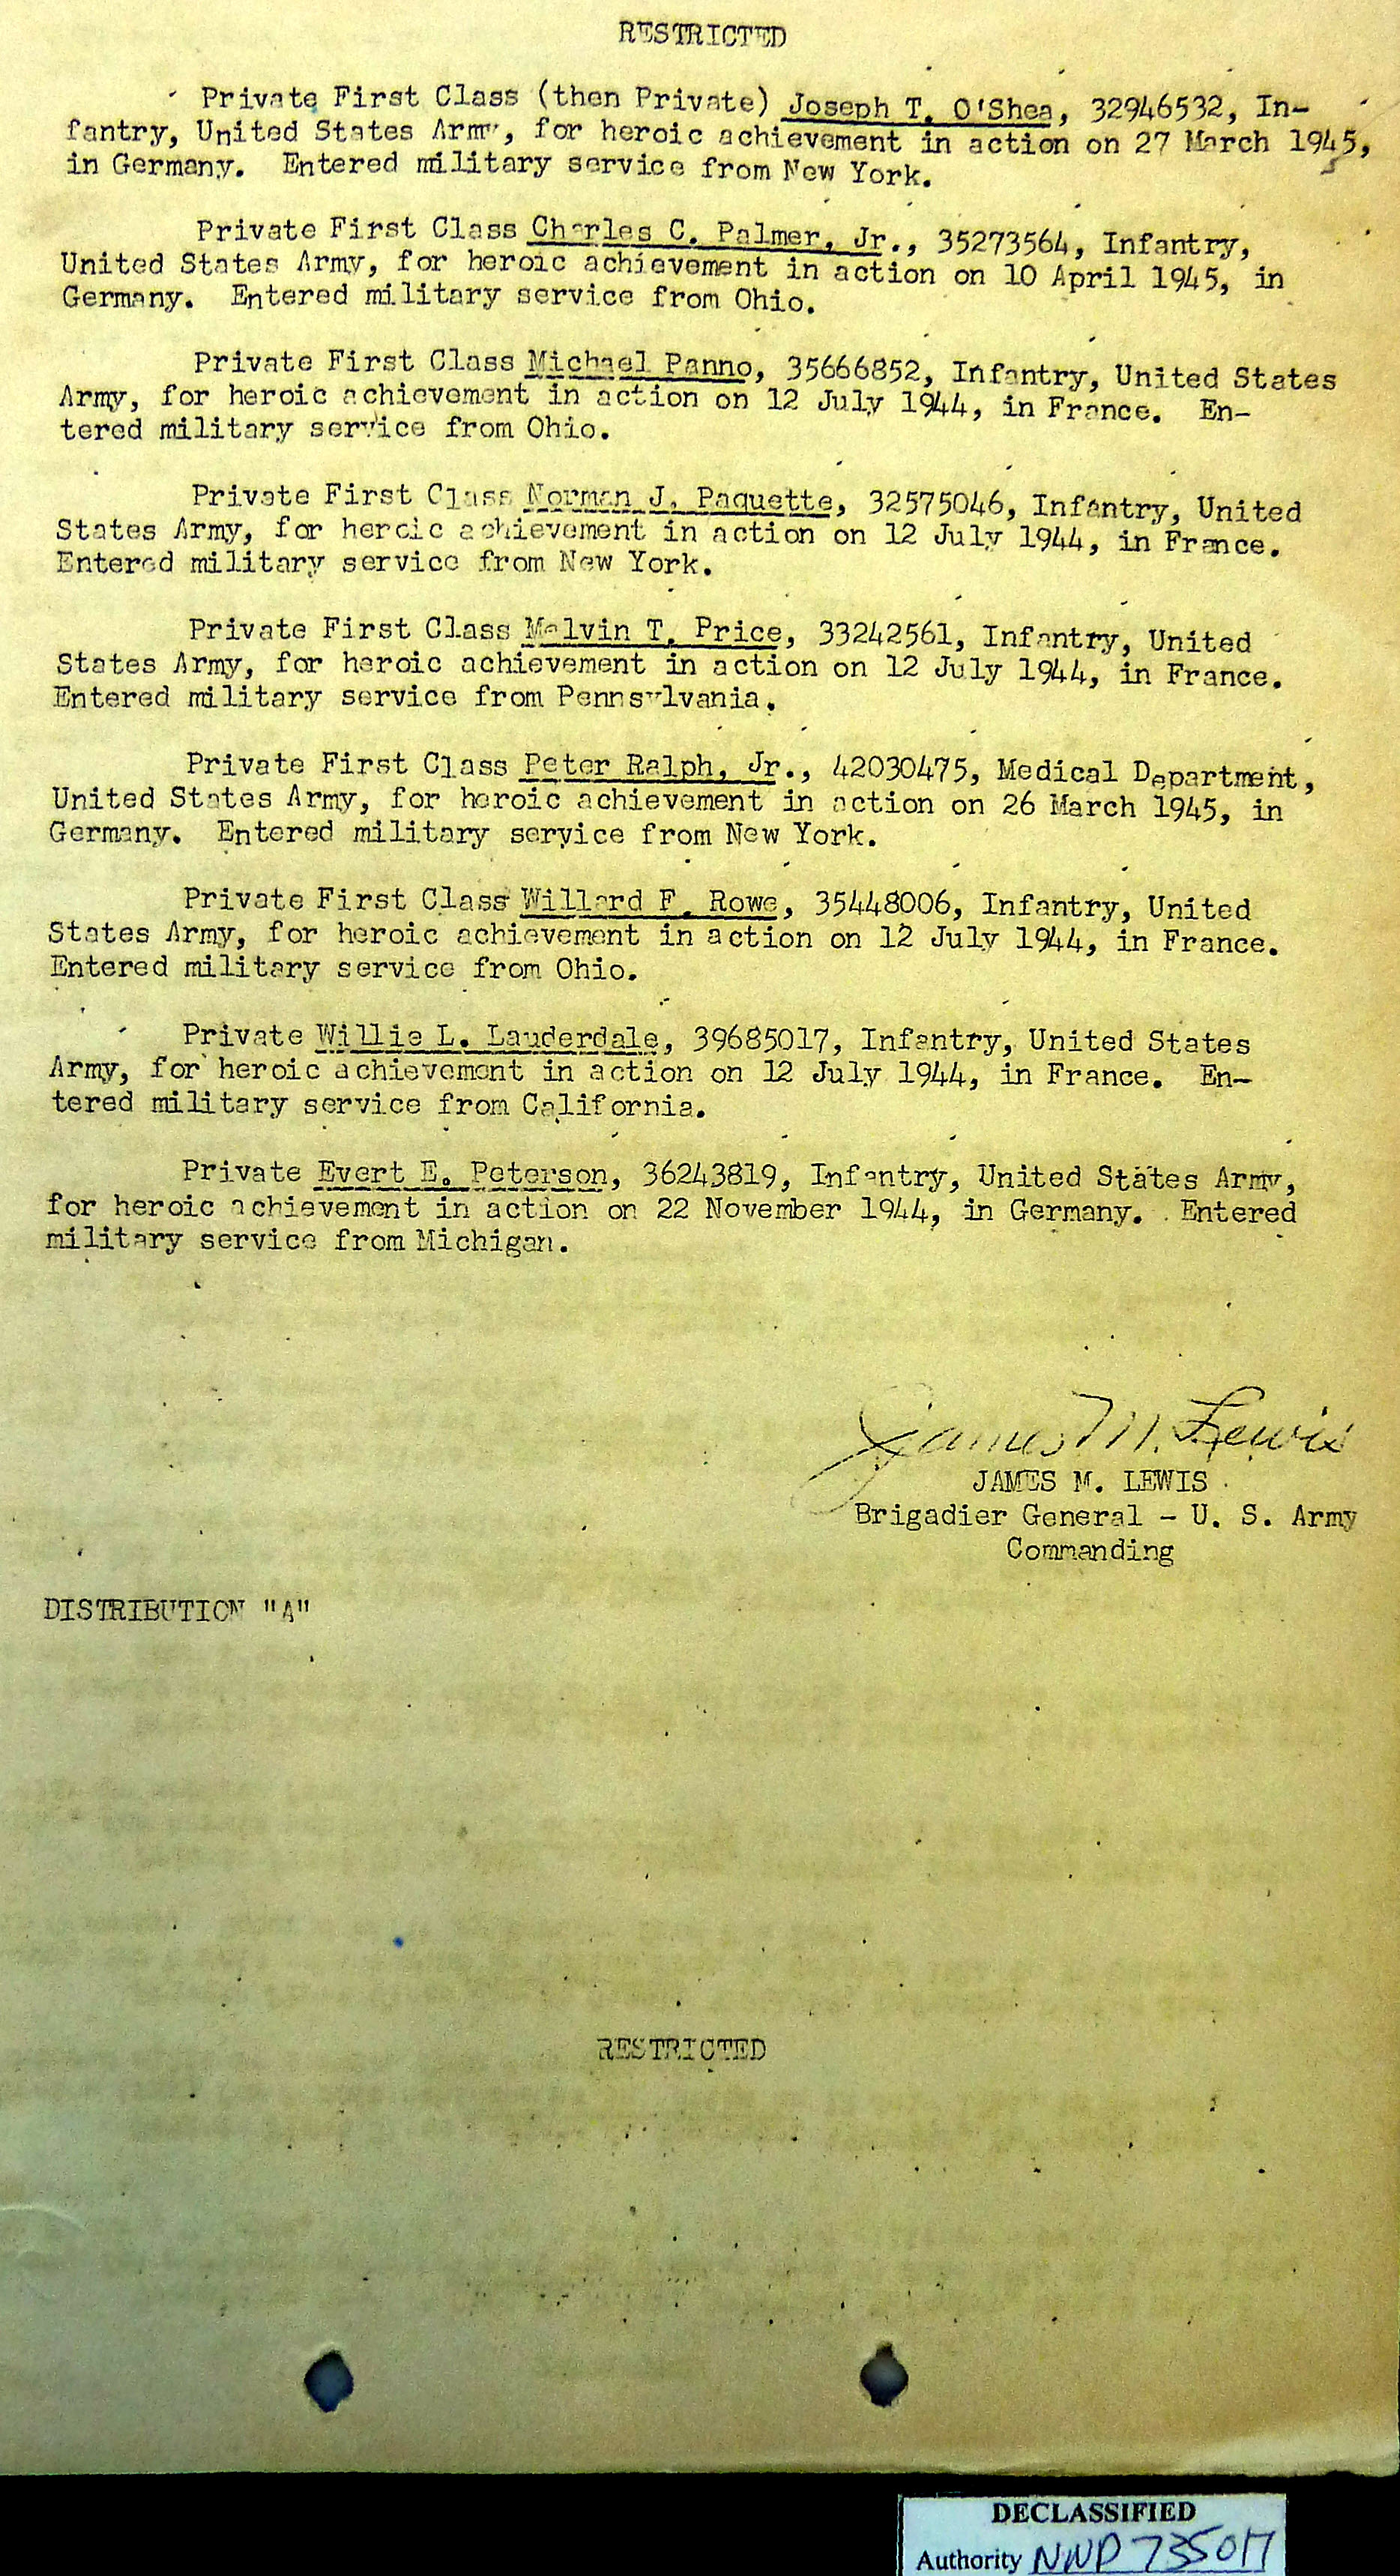 RESTRICTED
Private First Class (then Private) Joseph T. O'Shea, 32946532, In-
fantry, United States Army, for heroic achievement in action on 27 March 1945,
in Germany. Entered military service from New York.
Private First Class Charles C. Palmer, Jr., 35273564, Infantry,
United States Army, for heroic achievement in action on 10 April 1945, in
Germany. Entered military service from Ohio.
Private First Class Michael Panno, 35666852, Infantry, United States
Army, for heroic achievement in action on 12 July 1944, in France. En-
tered military service from Ohio.
Private First Class Norman J. Paquette, 32575046, Infantry, United
States Army, for heroic achievement in action on 12 July 1944, in France.
Entered military service from New York.
Private First Class Melvin T. Price, 33242561, Infantry, United
States Army, for heroic achievement in action on 12 July 1944, in France.
Entered military service from Pennsylvania.
Private First Class Peter Ralph, Jr., 42030475, Medical Department,
United States Army, for heroic achievement in action on 26 March 1945, in
Germany. Entered military service from New York.
Private First Class Willard F. Rowe, 35448006, Infantry, United
States Army, for heroic achievement in action on 12 July 1944, in France.
Entered military service from Ohio.
Private Willie L. Lauderdale, 39685017, Infantry, United States
Army, for heroic achievement in action on 12 July 1944, in France. En-
tered military service from California.
Private Evert E. Peterson, 36243819, Infantry, United States Army,
for heroic achievement in action on 22 November 1944, in Germany. Entered
military service from Michigan.
James M. Lewis
JAMES M. LEWIS
Brigadier General - U. S. Army
Commanding
DISTRIBUTION "A"
RESTRICTED
DECLASSIFIED
Authority NND 735017